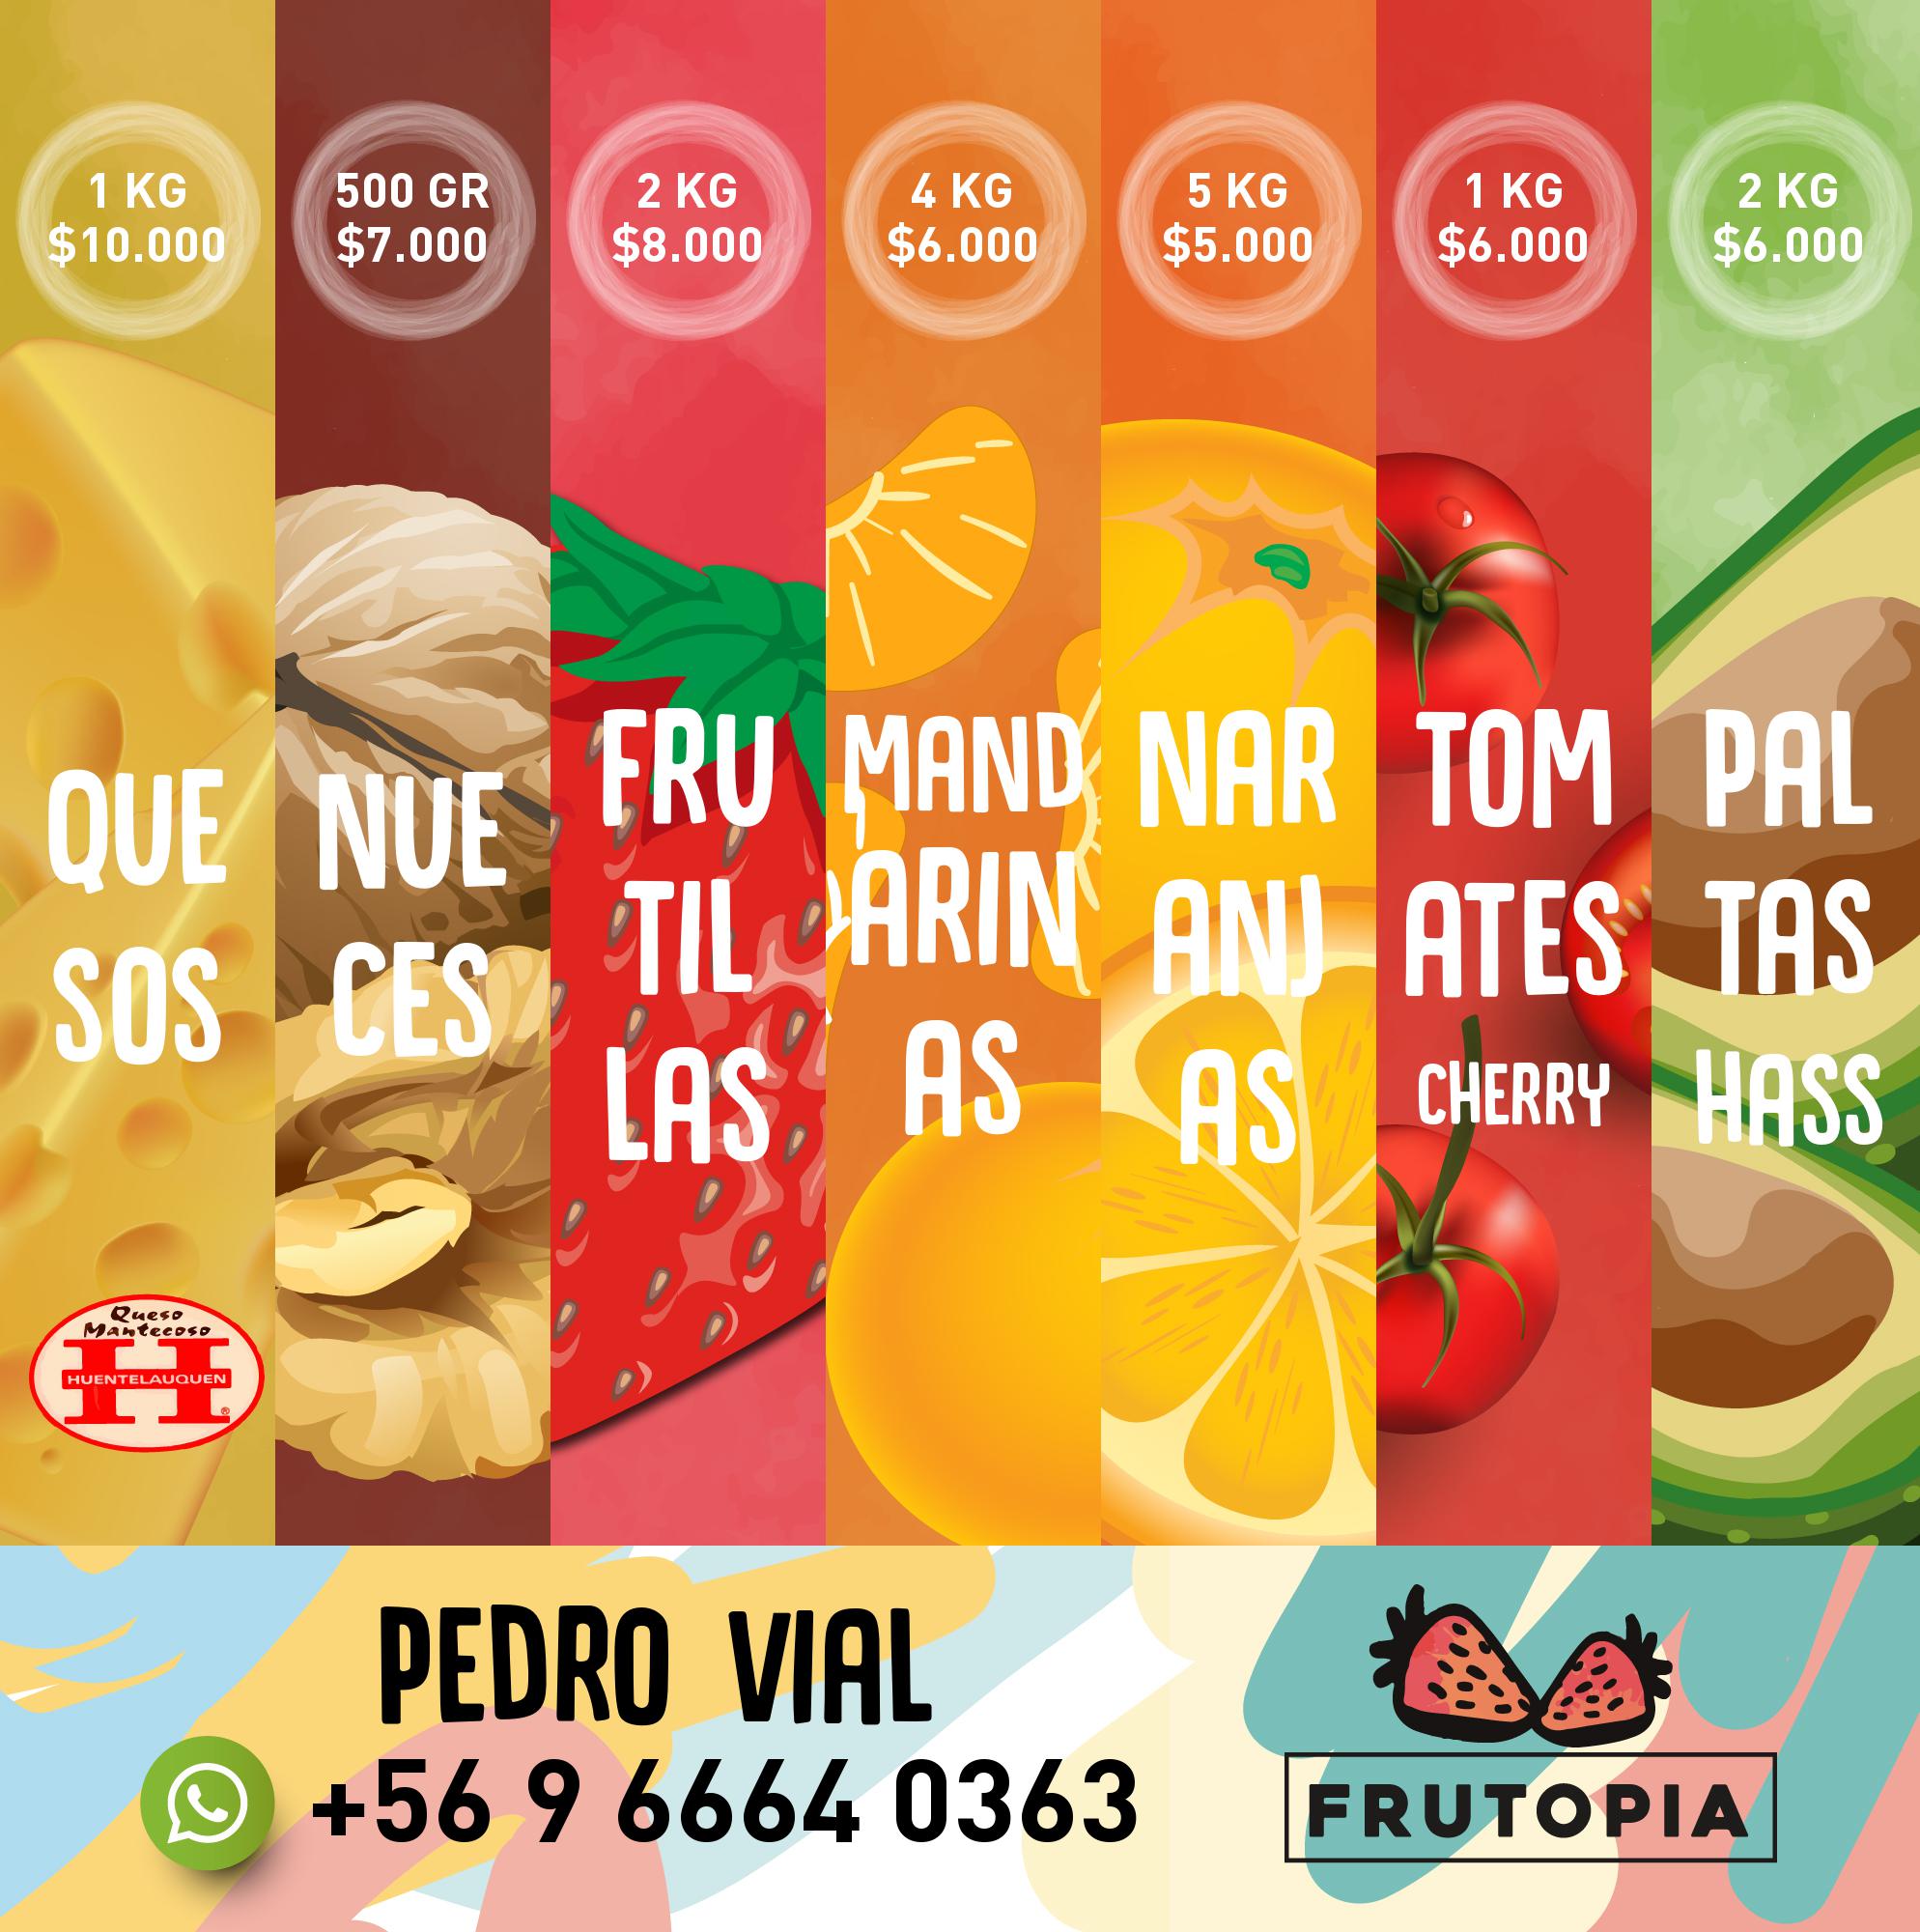 1 KG
$10.000
QUE
SOS
Queso
Mantecoso
HUENTELAUQUEN
®
500 GR
$7.000
NUE
CES
2 KG
$8.000
FRU
TIL
LAS
4 KG
$6.000
MAND
ARIN
AS
5 KG
$5.000
NAR
ANJ
AS
1 KG
$6.000
TOM
ATES
CHERRY
2 KG
$6.000
PAL
TAS
HASS
PEDRO VIAL
+56 9 6664 0363
FRUTOPIA